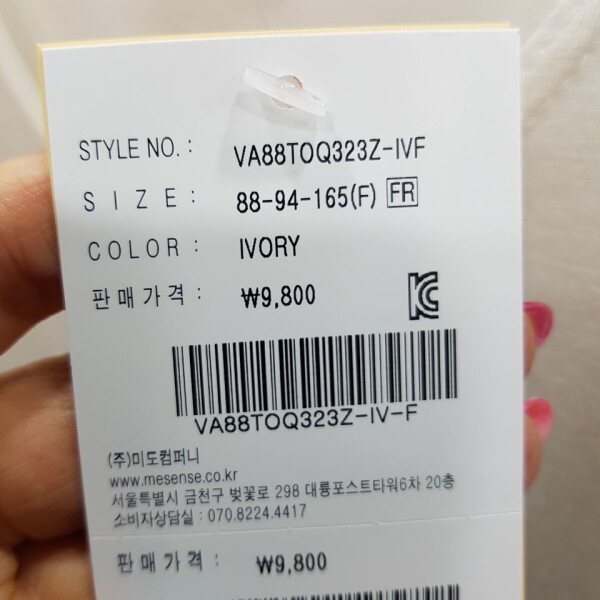 STYLE NO. : VA88TOQ323Z-IVF
SIZE : 88-94-165(F) FR
COLOR : IVORY
판매가격 : ₩9,800
KC
VA88TOQ323Z-IV-F
(주)미도컴퍼니
www.mesense.co.kr
서울특별시 금천구 벚꽃로 298 대륭포스트타워6차 20층
소비자상담실 : 070.8224.4417
판매가격 : ₩9,800